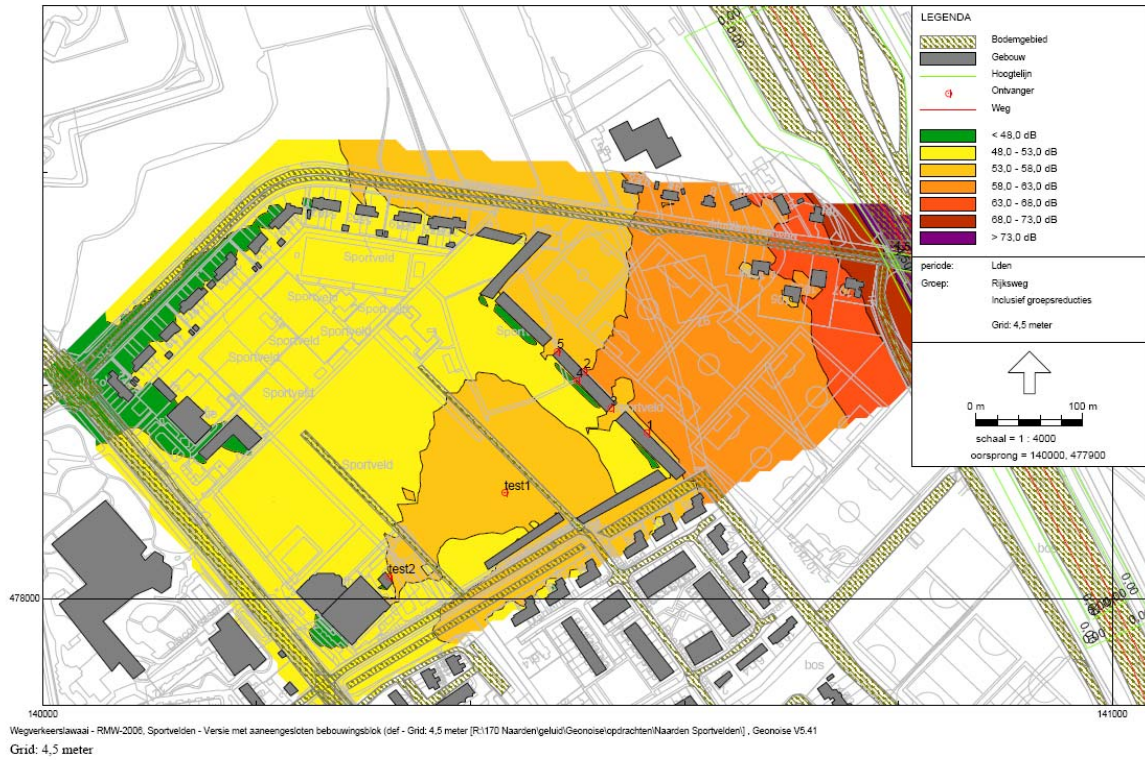 LEGENDA
Bodemgebied
Gebouw
Hoogtelijn
Ontvanger
Weg
< 48,0 dB
48,0 - 53,0 dB
53,0 - 58,0 dB
58,0 - 63,0 dB
63,0 - 68,0 dB
68,0 - 73,0 dB
> 73,0 dB
periode: Lden
Groep: Rijksweg
Inclusief groepsreducties
Grid: 4,5 meter
0 m 100 m
schaal = 1 : 4000
oorsprong = 140000, 477900
0.00
Sportveld
Sportveld
Sportveld
Sportveld
Sportveld
Sportveld
Sportveld
5
2
4
3
1
test1
test2
bos
bos
478000
140000
141000
Wegverkeerslawaai - RMW-2006, Sportvelden - Versie met aaneengesloten bebouwingsblok (def - Grid: 4,5 meter [R:\170 Naarden\geluid\Geonoise\opdrachten\Naarden Sportvelden\] , Geonoise V5.41
Grid: 4,5 meter